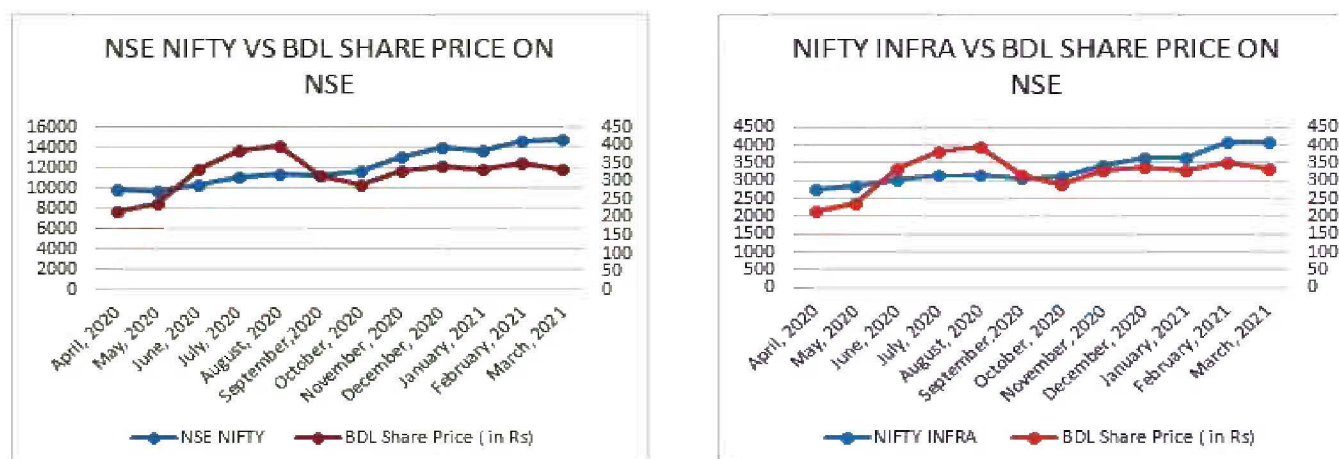 NSE NIFTY VS BDL SHARE PRICE ON
NSE
16000
14000
12000
10000
8000
6000
4000
2000
0
450
400
350
300
250
200
150
100
50
0
April, 2020
May, 2020
June, 2020
July, 2020
August, 2020
September,2020
October, 2020
November, 2020
December, 2020
January, 2021
February, 2021
March, 2021
NSE NIFTY
BDL Share Price ( in Rs)
NIFTY INFRA VS BDL SHARE PRICE ON
NSE
4500
4000
3500
3000
2500
2000
1500
1000
500
0
450
400
350
300
250
200
150
100
50
0
April, 2020
May, 2020
June, 2020
July, 2020
August, 2020
September,2020
October, 2020
November, 2020
December, 2020
January, 2021
February, 2021
March, 2021
NIFTY INFRA
BDL Share Price ( in Rs)